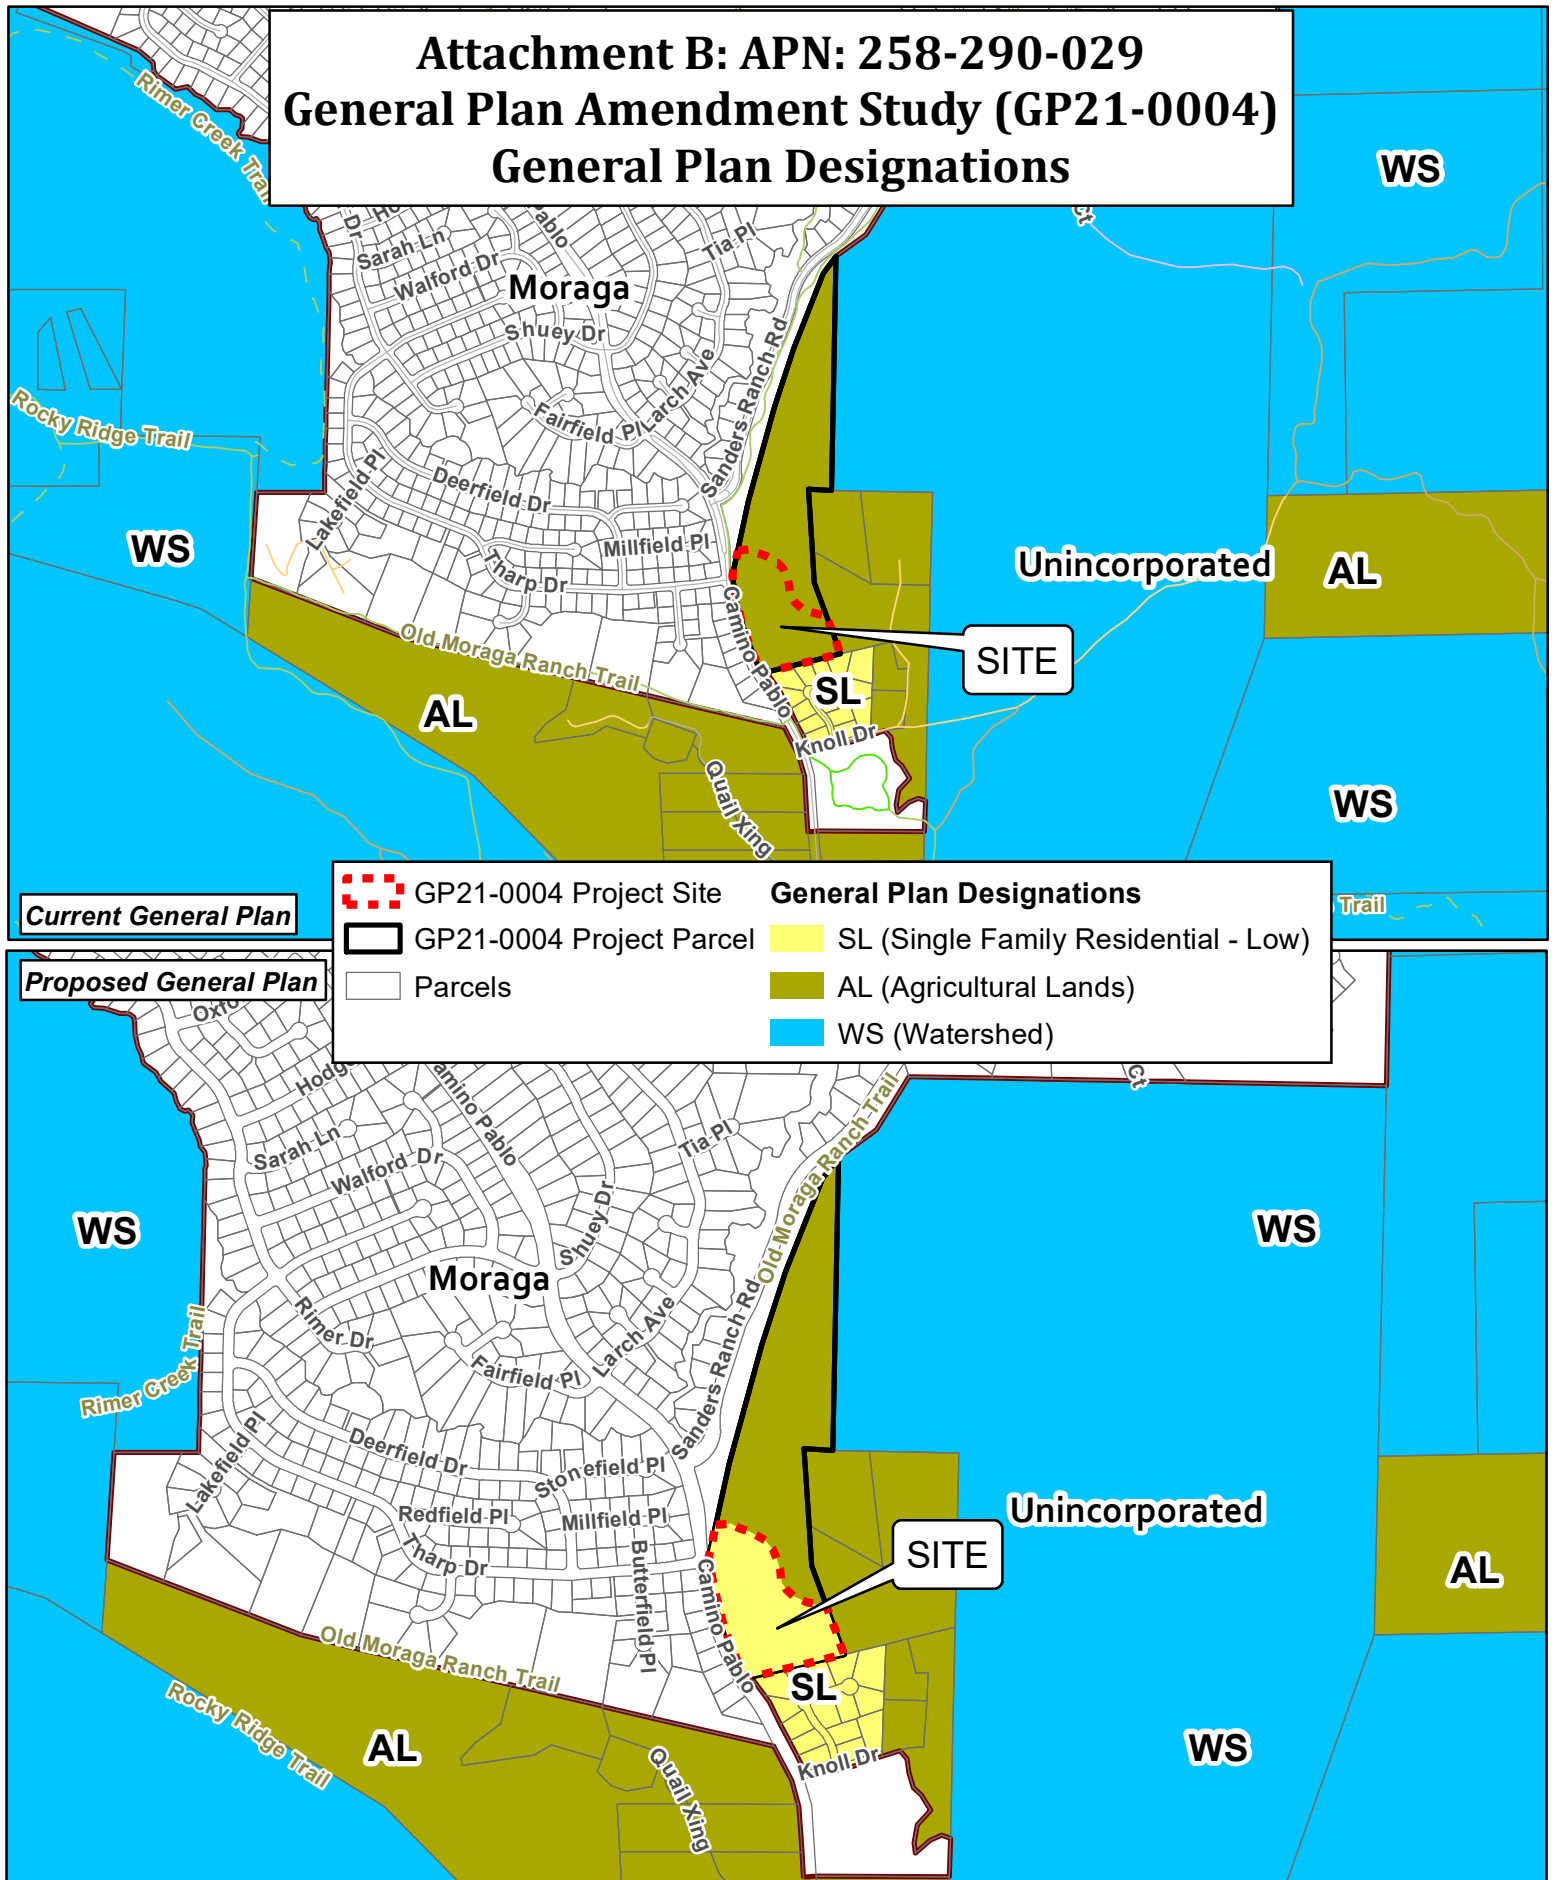 Attachment B: APN: 258-290-029
General Plan Amendment Study (GP21-0004)
General Plan Designations
Rimer Creek Trail
WS
Ct
Dr
Pablo
Sarah Ln
Tia Pl
Walford Dr
Moraga
Shuey Dr
Larch Ave
Sanders Ranch Rd
Fairfield Pl
Rocky Ridge Trail
Lakefield Pl
Deerfield Dr
WS
Millfield Pl
Unincorporated
AL
Tharp Dr
Camino Pablo
Old Moraga Ranch Trail
SITE
SL
AL
Knoll Dr
Quail Xing
WS
Trail
Current General Plan
GP21-0004 Project Site
GP21-0004 Project Parcel
Parcels
General Plan Designations
SL (Single Family Residential - Low)
AL (Agricultural Lands)
WS (Watershed)
Proposed General Plan
Ct
amino Pablo
Old Moraga Ranch Trail
Sarah Ln
Tia Pl
Walford Dr
WS
WS
Shuey Dr
Moraga
Rimer Dr
Larch Ave
Sanders Ranch Rd
Rimer Creek Trail
Fairfield Pl
Lakefield Pl
Deerfield Dr
Stonefield Pl
Redfield Pl
Millfield Pl
Unincorporated
SITE
Tharp Dr
Butterfield Pl
Camino Pablo
AL
Old Moraga Ranch Trail
SL
Rocky Ridge Trail
AL
WS
Knoll Dr
Quail Xing